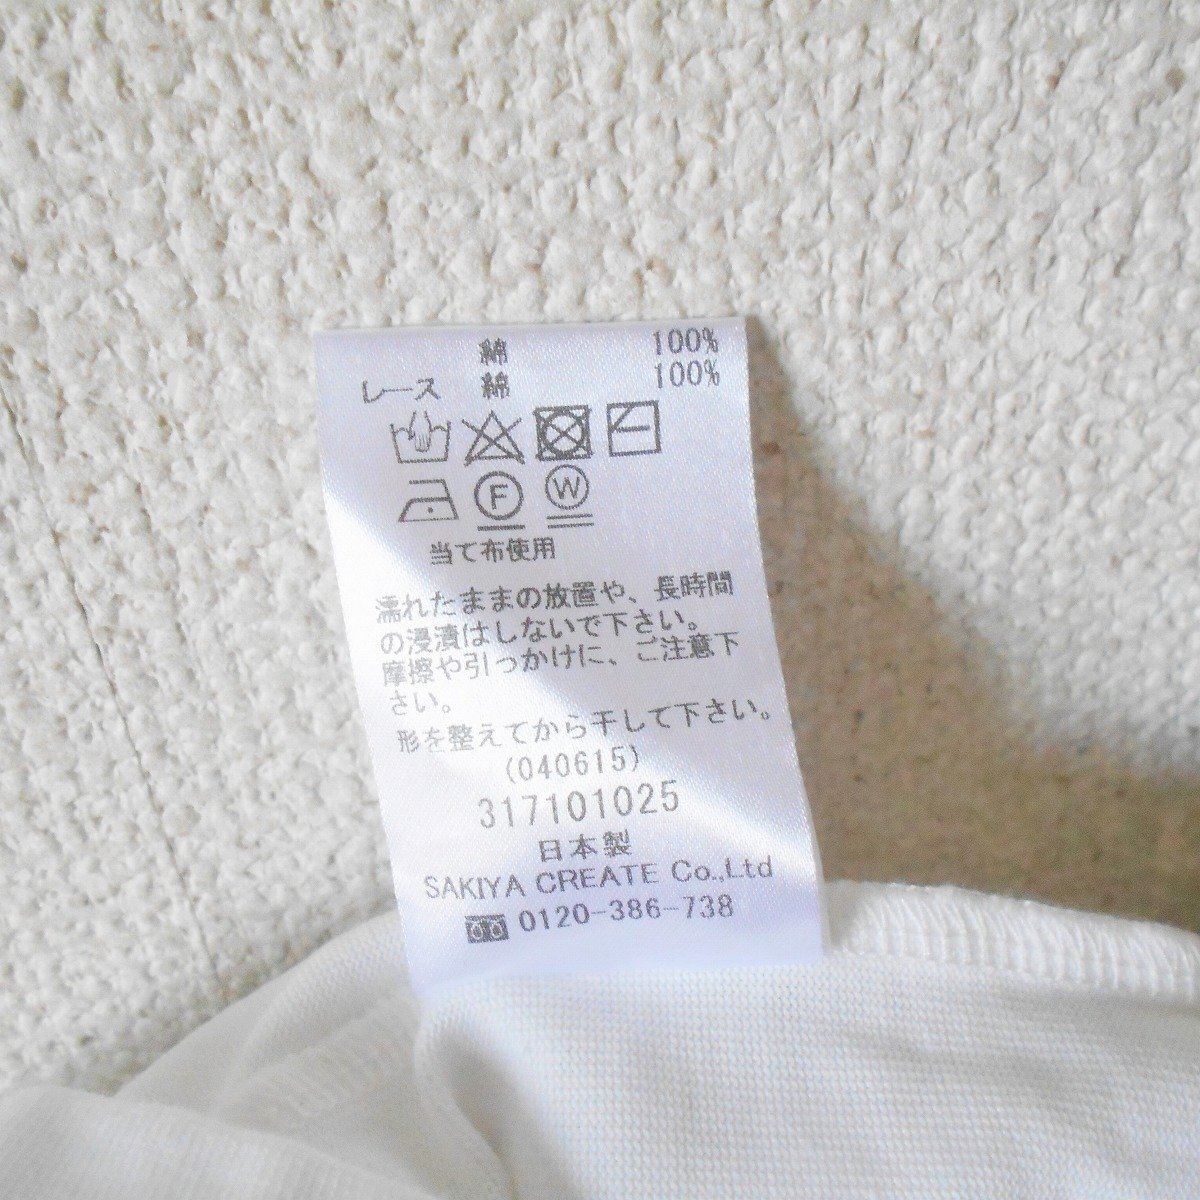 綿 100%
レース 綿 100%
F W
当て布使用
濡れたままの放置や、長時間
の浸漬はしないで下さい。
摩擦や引っかけに、ご注意下
さい。
形を整えてから干して下さい。
(040615)
317101025
日本製
SAKIYA CREATE Co.,Ltd
0120-386-738